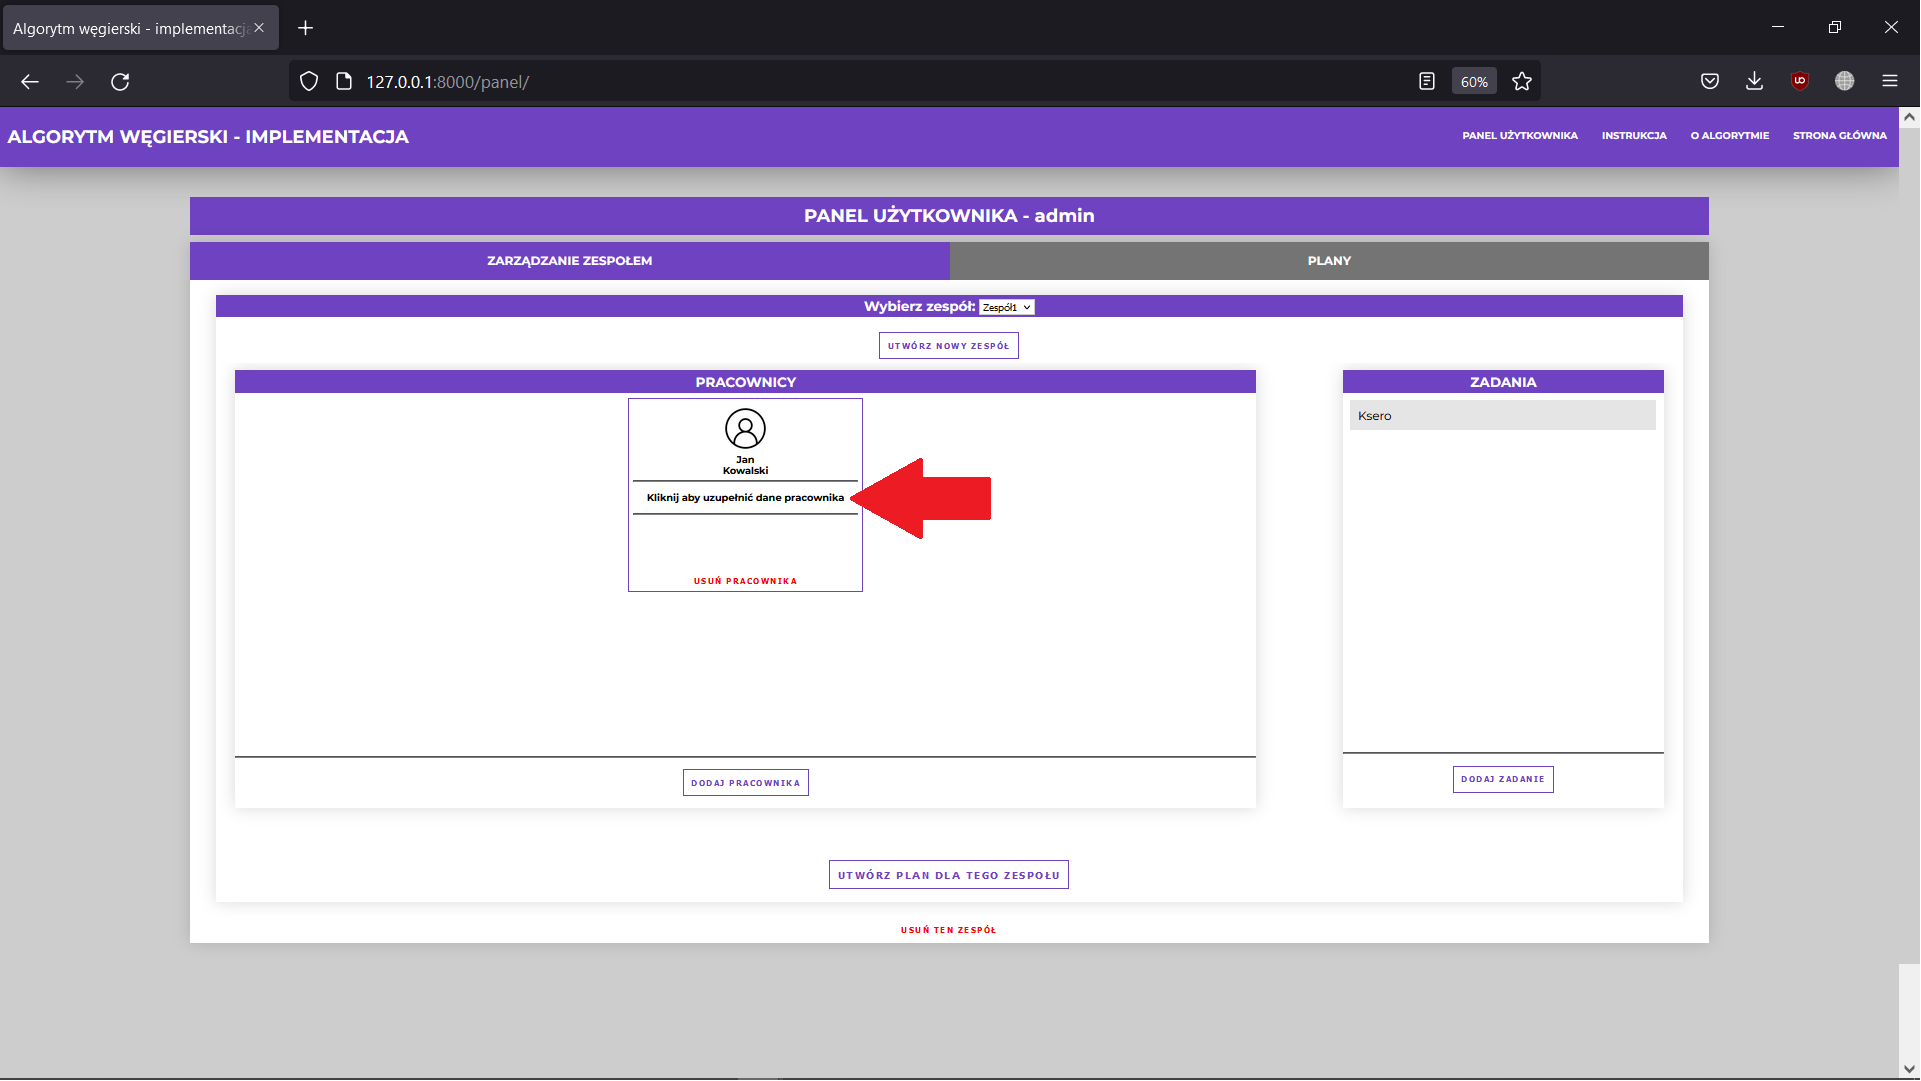 Algorytm węgierski - implementacja
127.0.0.1:8000/panel/
60%
ALGORYTM WĘGIERSKI - IMPLEMENTACJA
PANEL UŻYTKOWNIKA
INSTRUKCJA
O ALGORYTMIE
STRONA GŁÓWNA
PANEL UŻYTKOWNIKA - admin
ZARZĄDZANIE ZESPOŁEM
PLANY
Wybierz zespół: Zespół1
UTWÓRZ NOWY ZESPÓŁ
PRACOWNICY
Jan
Kowalski
Kliknij aby uzupełnić dane pracownika
USUŃ PRACOWNIKA
DODAJ PRACOWNIKA
ZADANIA
Ksero
DODAJ ZADANIE
UTWÓRZ PLAN DLA TEGO ZESPOŁU
USUŃ TEN ZESPÓŁ